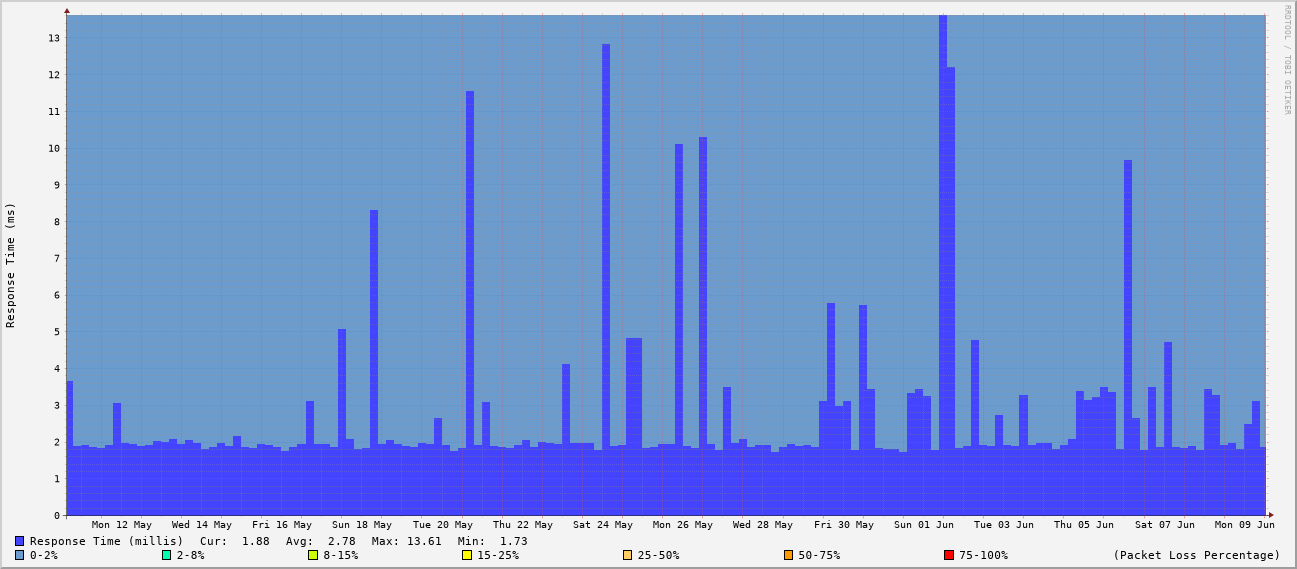 RRDTOOL / TOBI OETIKER
Response Time (ms)
13
12
11
10
9
8
7
6
5
4
3
2
1
0
Mon 12 May Wed 14 May Fri 16 May Sun 18 May Tue 20 May Thu 22 May Sat 24 May Mon 26 May Wed 28 May Fri 30 May Sun 01 Jun Tue 03 Jun Thu 05 Jun Sat 07 Jun Mon 09 Jun
Response Time (millis) Cur: 1.88 Avg: 2.78 Max: 13.61 Min: 1.73
0-2% 2-8% 8-15% 15-25% 25-50% 50-75% 75-100% (Packet Loss Percentage)